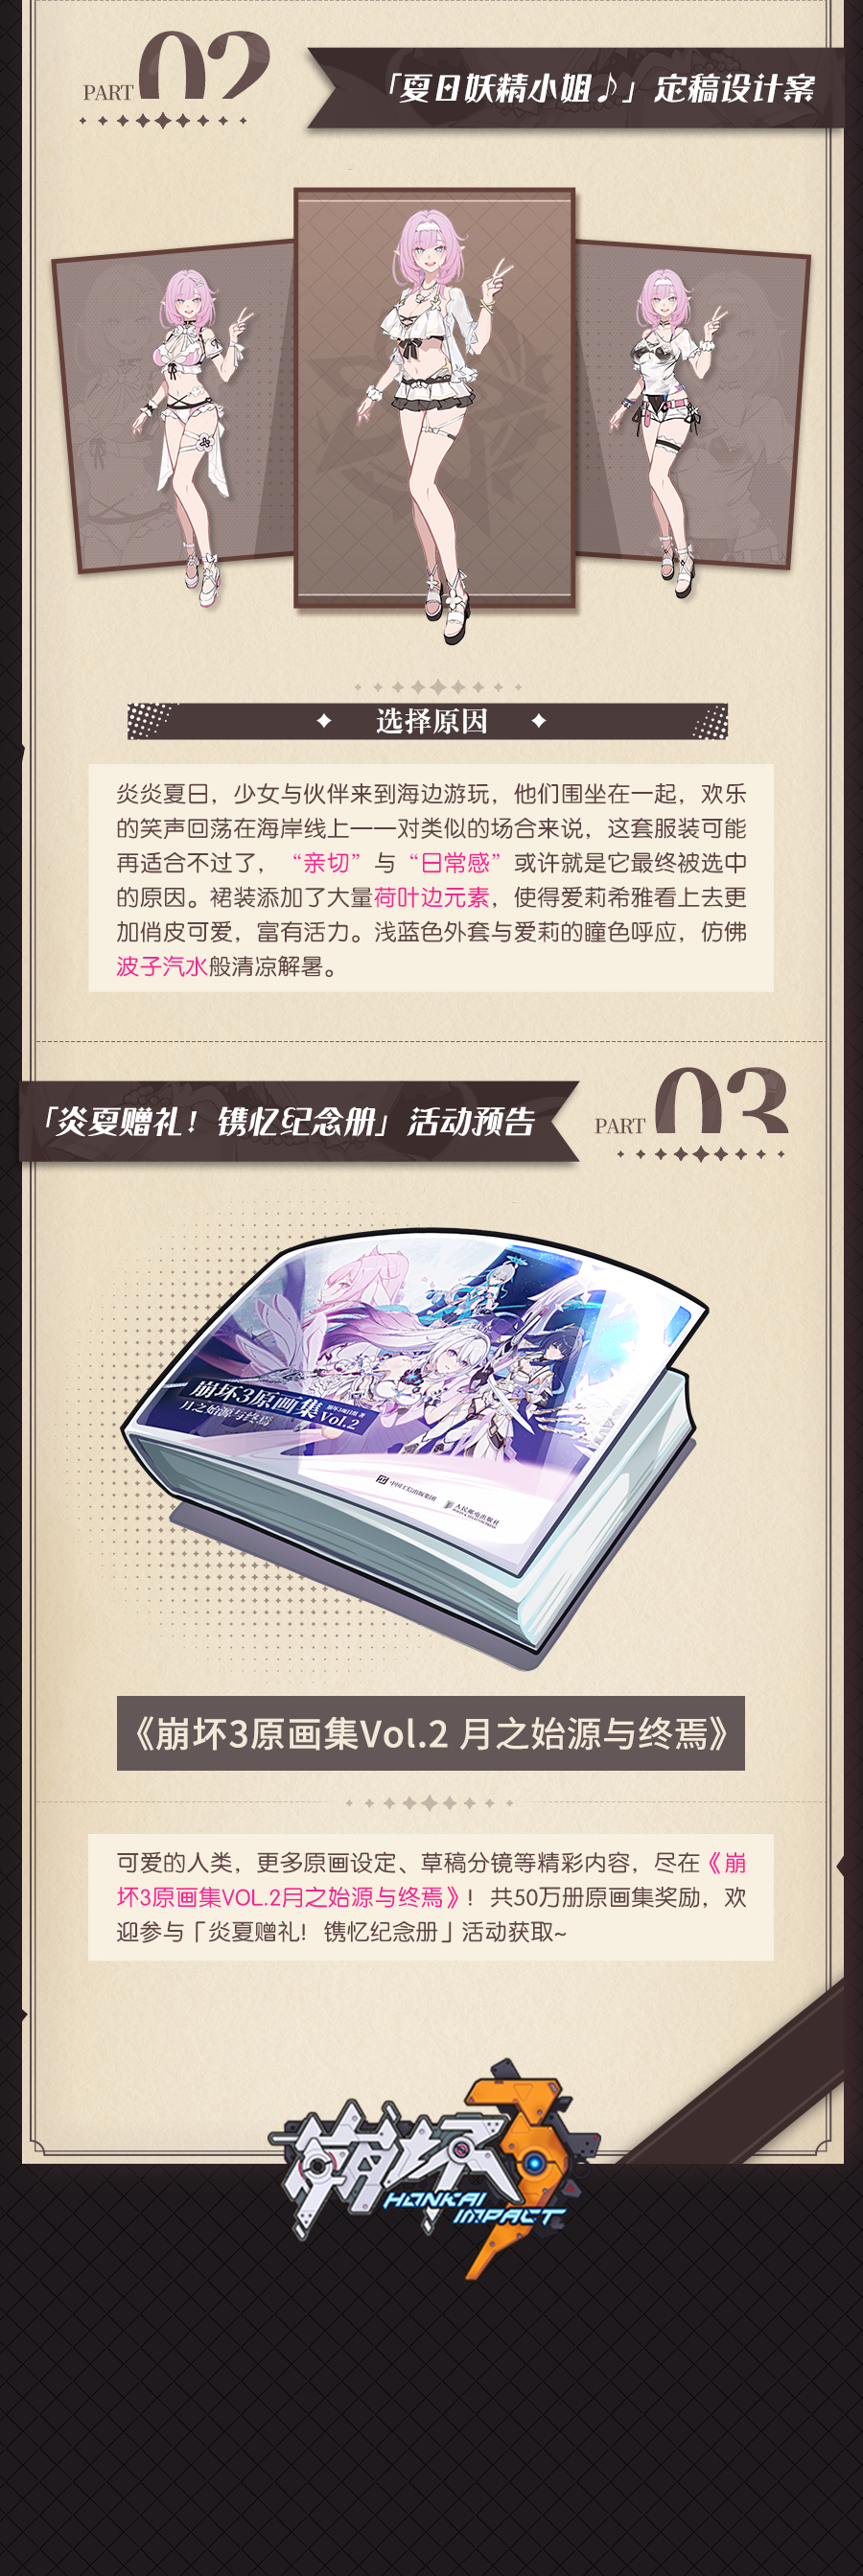 PART 02
「夏日妖精小姐♪」定稿设计案
选择原因
炎炎夏日，少女与伙伴来到海边游玩，他们围坐在一起，欢乐
的笑声回荡在海岸线上——对类似的场合来说，这套服装可能
再适合不过了，“亲切”与“日常感”或许就是它最终被选中
的原因。裙装添加了大量荷叶边元素，使得爱莉希雅看上去更
加俏皮可爱，富有活力。浅蓝色外套与爱莉的瞳色呼应，仿佛
波子汽水般清凉解暑。
「炎夏赠礼！镌忆纪念册」活动预告
PART 03
崩坏3原画集
月之始源与终焉
Vol.2
人民邮电出版社
《崩坏3原画集Vol.2 月之始源与终焉》
可爱的人类，更多原画设定、草稿分镜等精彩内容，尽在《崩
坏3原画集VOL.2月之始源与终焉》！共50万册原画集奖励，欢
迎参与「炎夏赠礼！镌忆纪念册」活动获取~
崩坏3
HONKAI
IMPACT